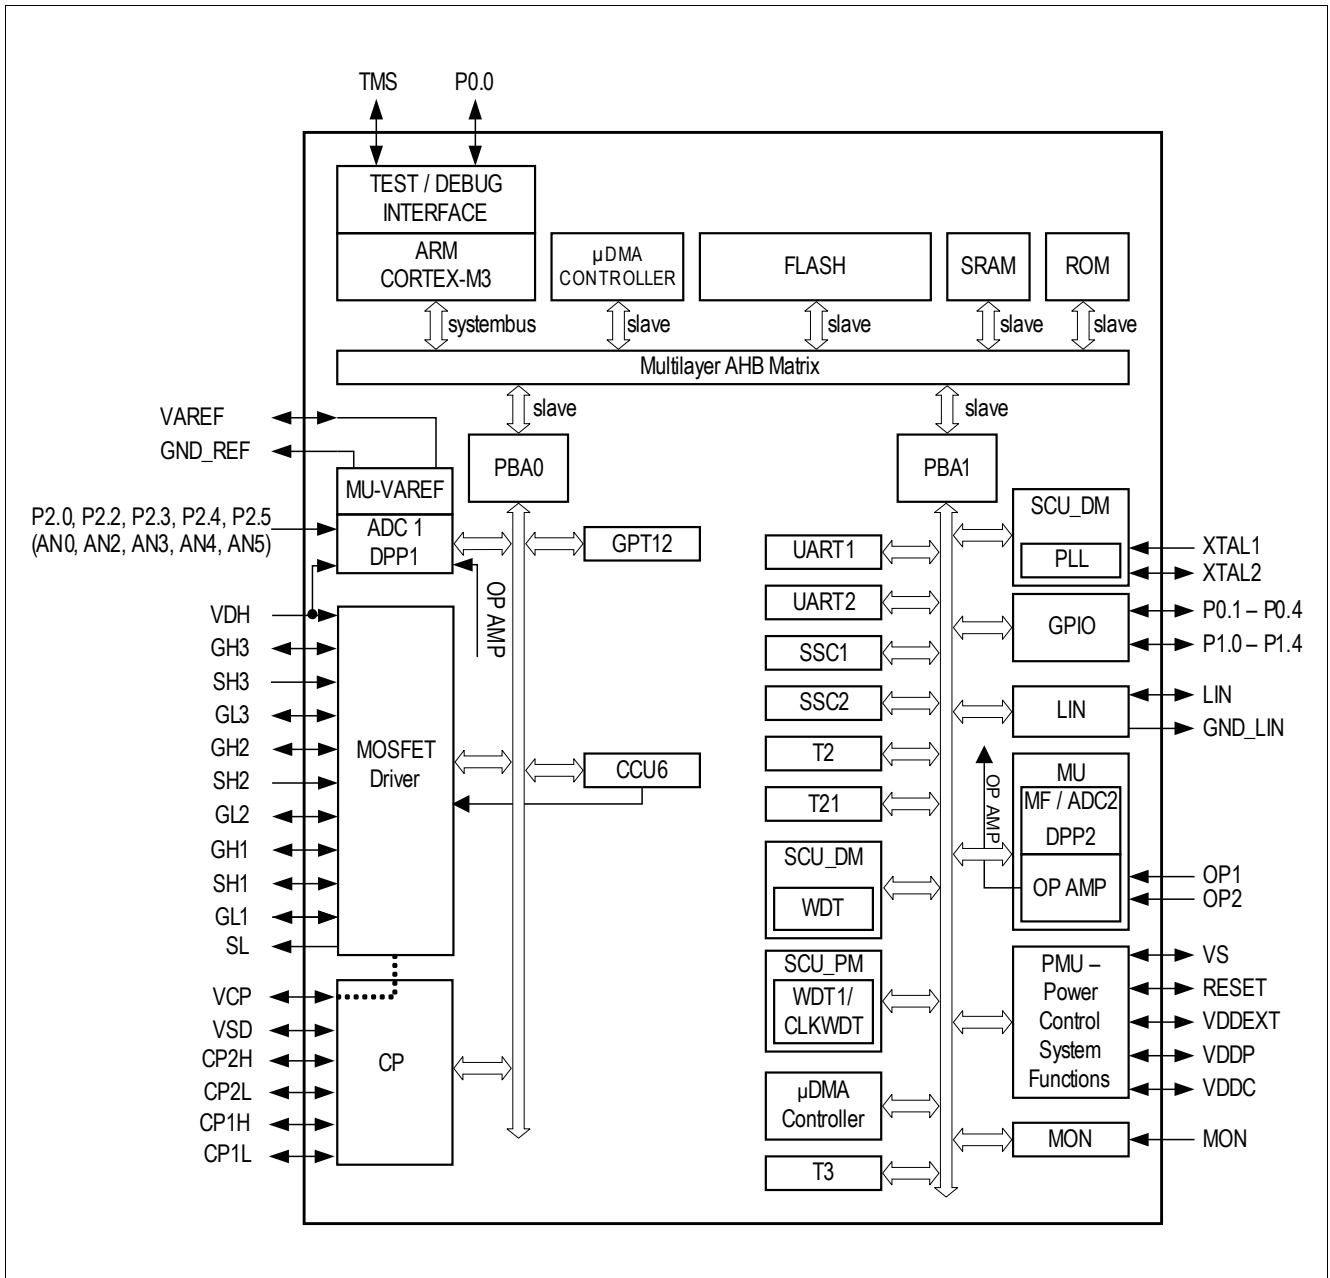 TMS
P0.0
TEST / DEBUG
INTERFACE
ARM
CORTEX-M3
µDMA
CONTROLLER
FLASH
SRAM
ROM
systembus
slave
slave
slave
slave
Multilayer AHB Matrix
slave
slave
VAREF
GND_REF
PBA0
PBA1
MU-VAREF
ADC 1
DPP1
P2.0, P2.2, P2.3, P2.4, P2.5
(AN0, AN2, AN3, AN4, AN5)
GPT12
OP AMP
VDH
GH3
SH3
GL3
GH2
SH2
GL2
GH1
SH1
GL1
SL
MOSFET
Driver
CCU6
VCP
VSD
CP2H
CP2L
CP1H
CP1L
CP
UART1
UART2
SSC1
SSC2
T2
T21
SCU_DM
WDT
SCU_PM
WDT1/
CLKWDT
µDMA
Controller
T3
SCU_DM
PLL
XTAL1
XTAL2
GPIO
P0.1 – P0.4
P1.0 – P1.4
LIN
LIN
GND_LIN
OP AMP
MU
MF / ADC2
DPP2
OP AMP
OP1
OP2
PMU –
Power
Control
System
Functions
VS
RESET
VDDEXT
VDDP
VDDC
MON
MON